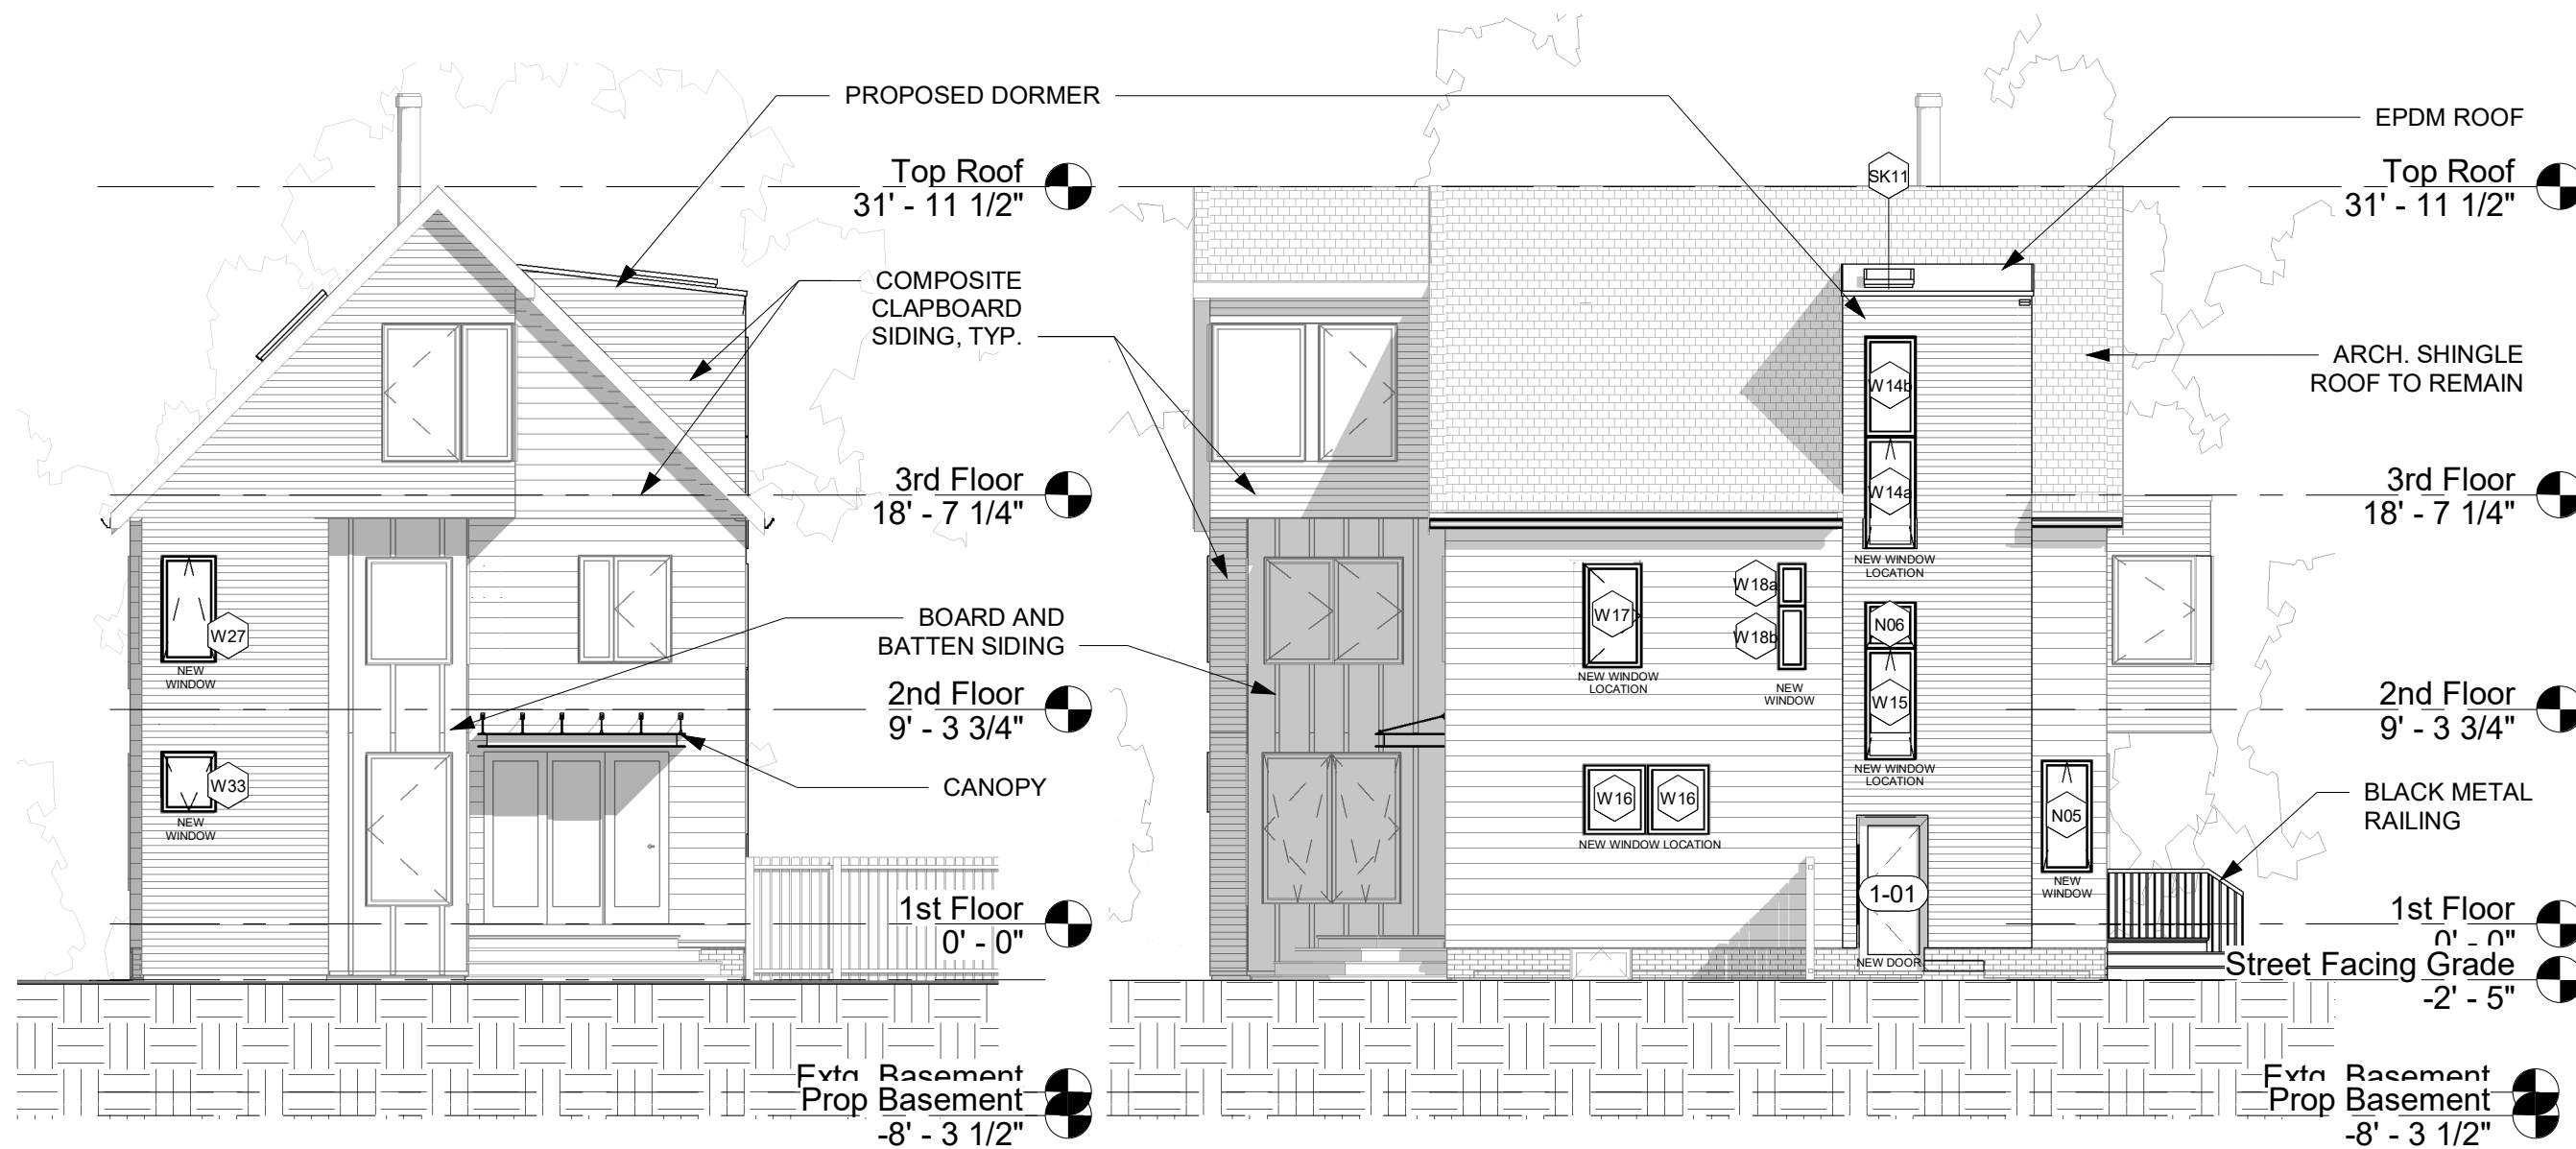 PROPOSED DORMER
EPDM ROOF
Top Roof
31' - 11 1/2"
SK11
Top Roof
31' - 11 1/2"
COMPOSITE
CLAPBOARD
SIDING, TYP.
ARCH. SHINGLE
ROOF TO REMAIN
W14b
3rd Floor
18' - 7 1/4"
W14a
3rd Floor
18' - 7 1/4"
NEW WINDOW
LOCATION
W27
NEW
WINDOW
BOARD AND
BATTEN SIDING
W17
NEW WINDOW
LOCATION
W18a
W18b
NEW
WINDOW
N06
W15
NEW WINDOW
LOCATION
2nd Floor
9' - 3 3/4"
2nd Floor
9' - 3 3/4"
W33
NEW
WINDOW
CANOPY
W16
W16
NEW WINDOW LOCATION
N05
NEW
WINDOW
BLACK METAL
RAILING
1st Floor
0' - 0"
1-01
NEW DOOR
1st Floor
0' - 0"
Street Facing Grade
-2' - 5"
Extg. Basement
Prop Basement
-8' - 3 1/2"
Extg. Basement
Prop Basement
-8' - 3 1/2"